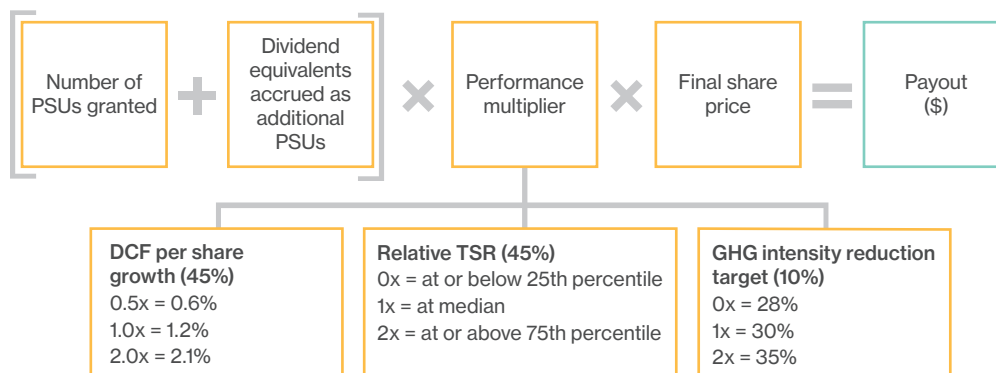 Number of
PSUs granted
+
Dividend
equivalents
accrued as
additional
PSUs
×
Performance
multiplier
×
Final share
price
=
Payout
($)
DCF per share
growth (45%)
0.5x = 0.6%
1.0x = 1.2%
2.0x = 2.1%
Relative TSR (45%)
0x = at or below 25th percentile
1x = at median
2x = at or above 75th percentile
GHG intensity reduction
target (10%)
0x = 28%
1x = 30%
2x = 35%